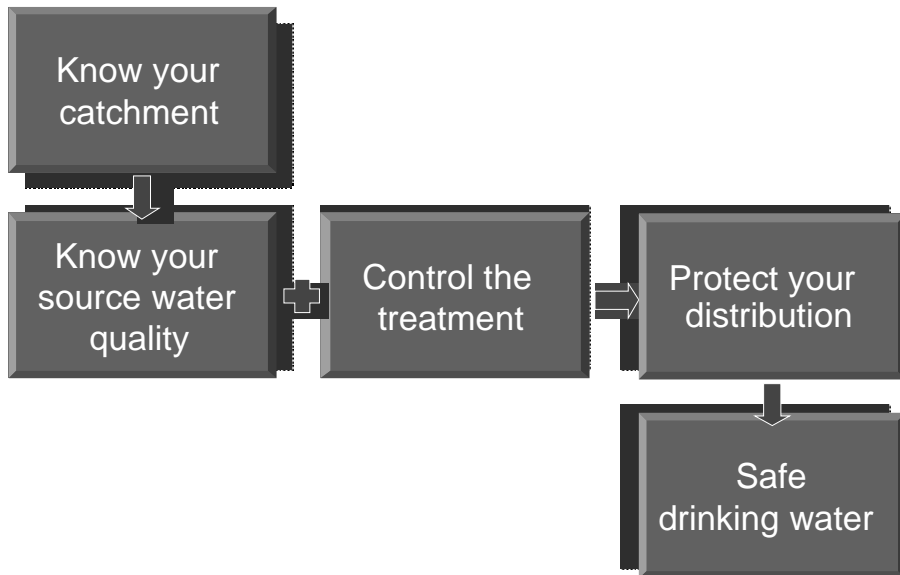 Know your
catchment
Know your
source water
quality
Control the
treatment
Protect your
distribution
Safe
drinking water